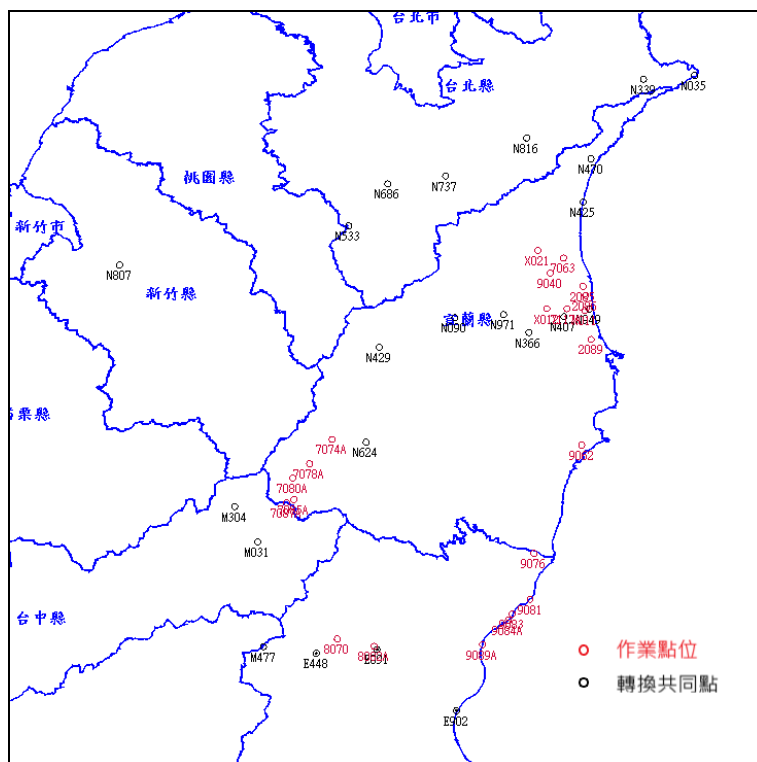 台北市
台北縣
N339
N035
N816
N470
桃園縣
N737
N686
N425
新竹市
N533
X021
7063
N807
9040
新竹縣
宜蘭縣
N090
N971
N407
N366
2089
N429
苗栗縣
7074A
N624
9062
7078A
7080A
M304
M031
9076
9081
台中縣
9084A
8070
M477
E448
9089A
作業點位
轉換共同點
E902